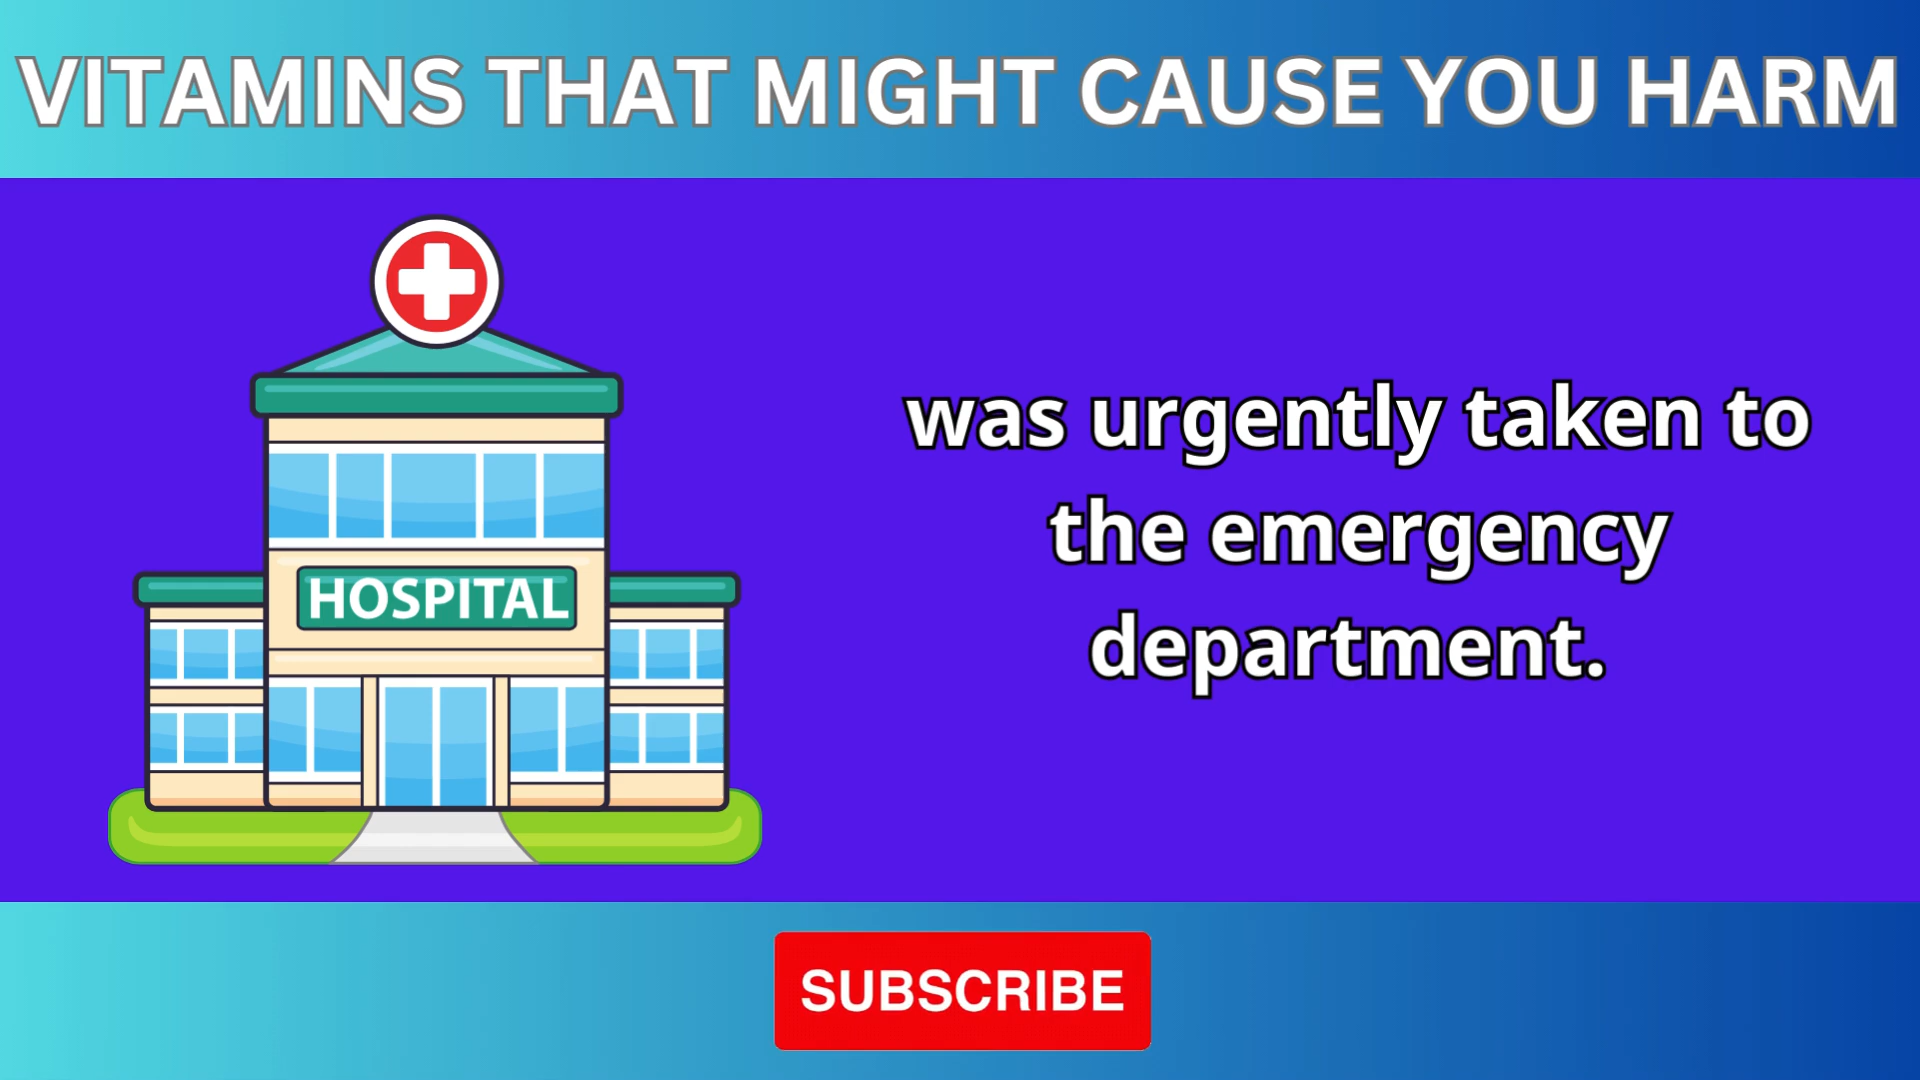 VITAMINS THAT MIGHT CAUSE YOU HARM
HOSPITAL
was urgently taken to
the emergency
department.
SUBSCRIBE